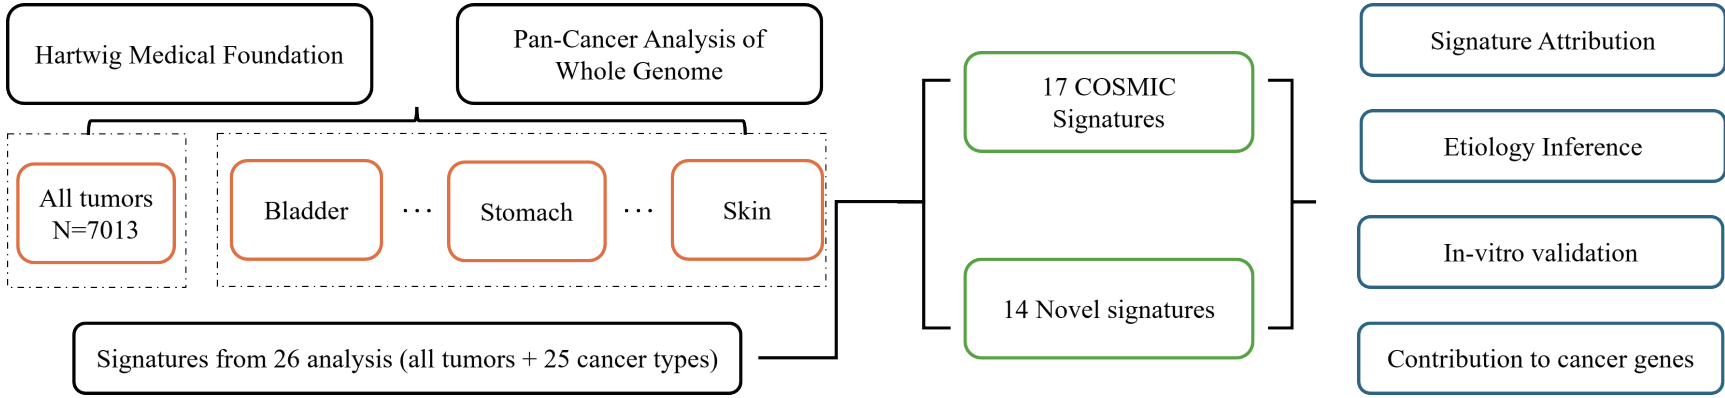 Hartwig Medical Foundation
Pan-Cancer Analysis of
Whole Genome
All tumors
N=7013
Bladder
...
Stomach
...
Skin
Signatures from 26 analysis (all tumors + 25 cancer types)
17 COSMIC
Signatures
14 Novel signatures
Signature Attribution
Etiology Inference
In-vitro validation
Contribution to cancer genes